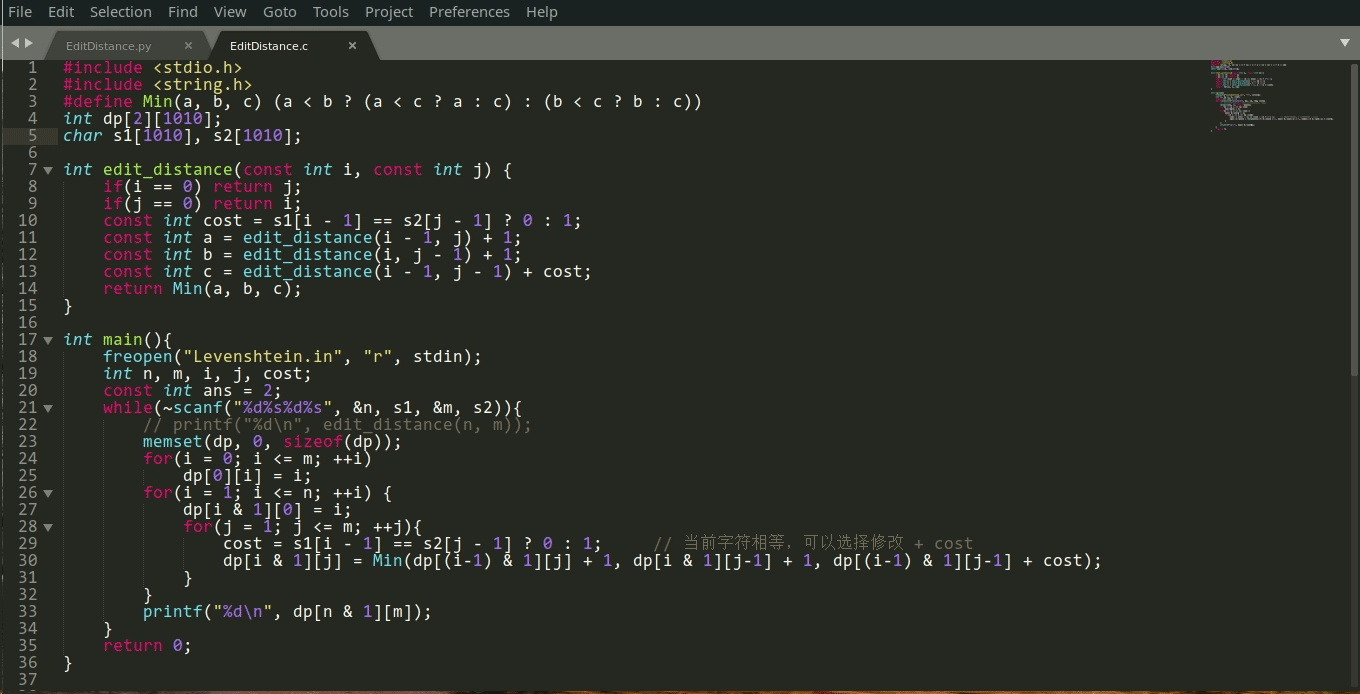 File Edit Selection Find View Goto Tools Project Preferences Help
EditDistance.py × EditDistance.c ×
1 #include <stdio.h>
2 #include <string.h>
3 #define Min(a, b, c) (a < b ? (a < c ? a : c) : (b < c ? b : c))
4 int dp[2][1010];
5 char s1[1010], s2[1010];
6
7 int edit_distance(const int i, const int j) {
8     if(i == 0) return j;
9     if(j == 0) return i;
10     const int cost = s1[i - 1] == s2[j - 1] ? 0 : 1;
11     const int a = edit_distance(i - 1, j) + 1;
12     const int b = edit_distance(i, j - 1) + 1;
13     const int c = edit_distance(i - 1, j - 1) + cost;
14     return Min(a, b, c);
15 }
16
17 int main(){
18     freopen("Levenshtein.in", "r", stdin);
19     int n, m, i, j, cost;
20     const int ans = 2;
21     while(~scanf("%d%s%d%s", &n, s1, &m, s2)){
22         // printf("%d\n", edit_distance(n, m));
23         memset(dp, 0, sizeof(dp));
24         for(i = 0; i <= m; ++i)
25             dp[0][i] = i;
26         for(i = 1; i <= n; ++i) {
27             dp[i & 1][0] = i;
28             for(j = 1; j <= m; ++j){
29                 cost = s1[i - 1] == s2[j - 1] ? 0 : 1;     // 当前字符相等，可以选择修改 + cost
30                 dp[i & 1][j] = Min(dp[(i-1) & 1][j] + 1, dp[i & 1][j-1] + 1, dp[(i-1) & 1][j-1] + cost);
31             }
32         }
33         printf("%d\n", dp[n & 1][m]);
34     }
35     return 0;
36 }
37